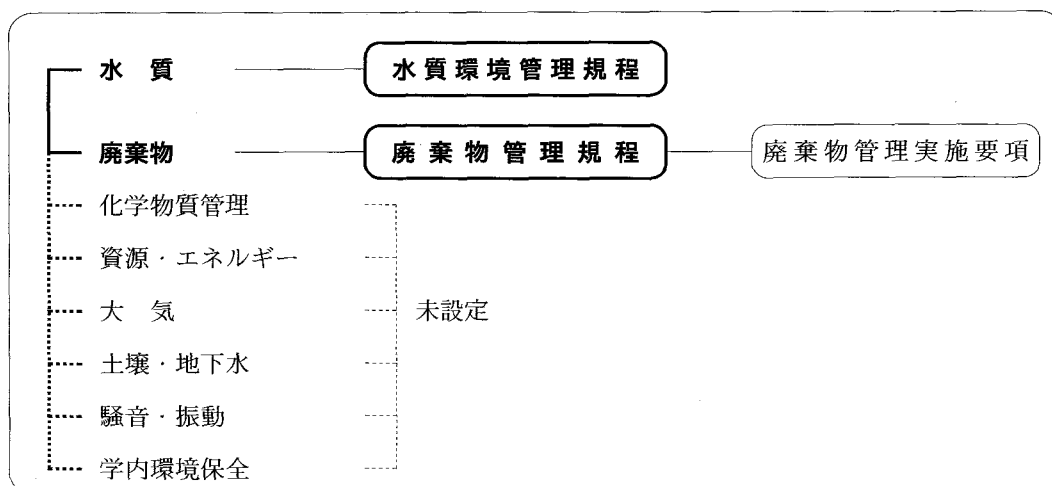 水 質 水質環境管理規程
廃棄物 廃棄物管理規程 廃棄物管理実施要項
化学物質管理
資源・エネルギー
大 気 未設定
土壌・地下水
騒音・振動
学内環境保全